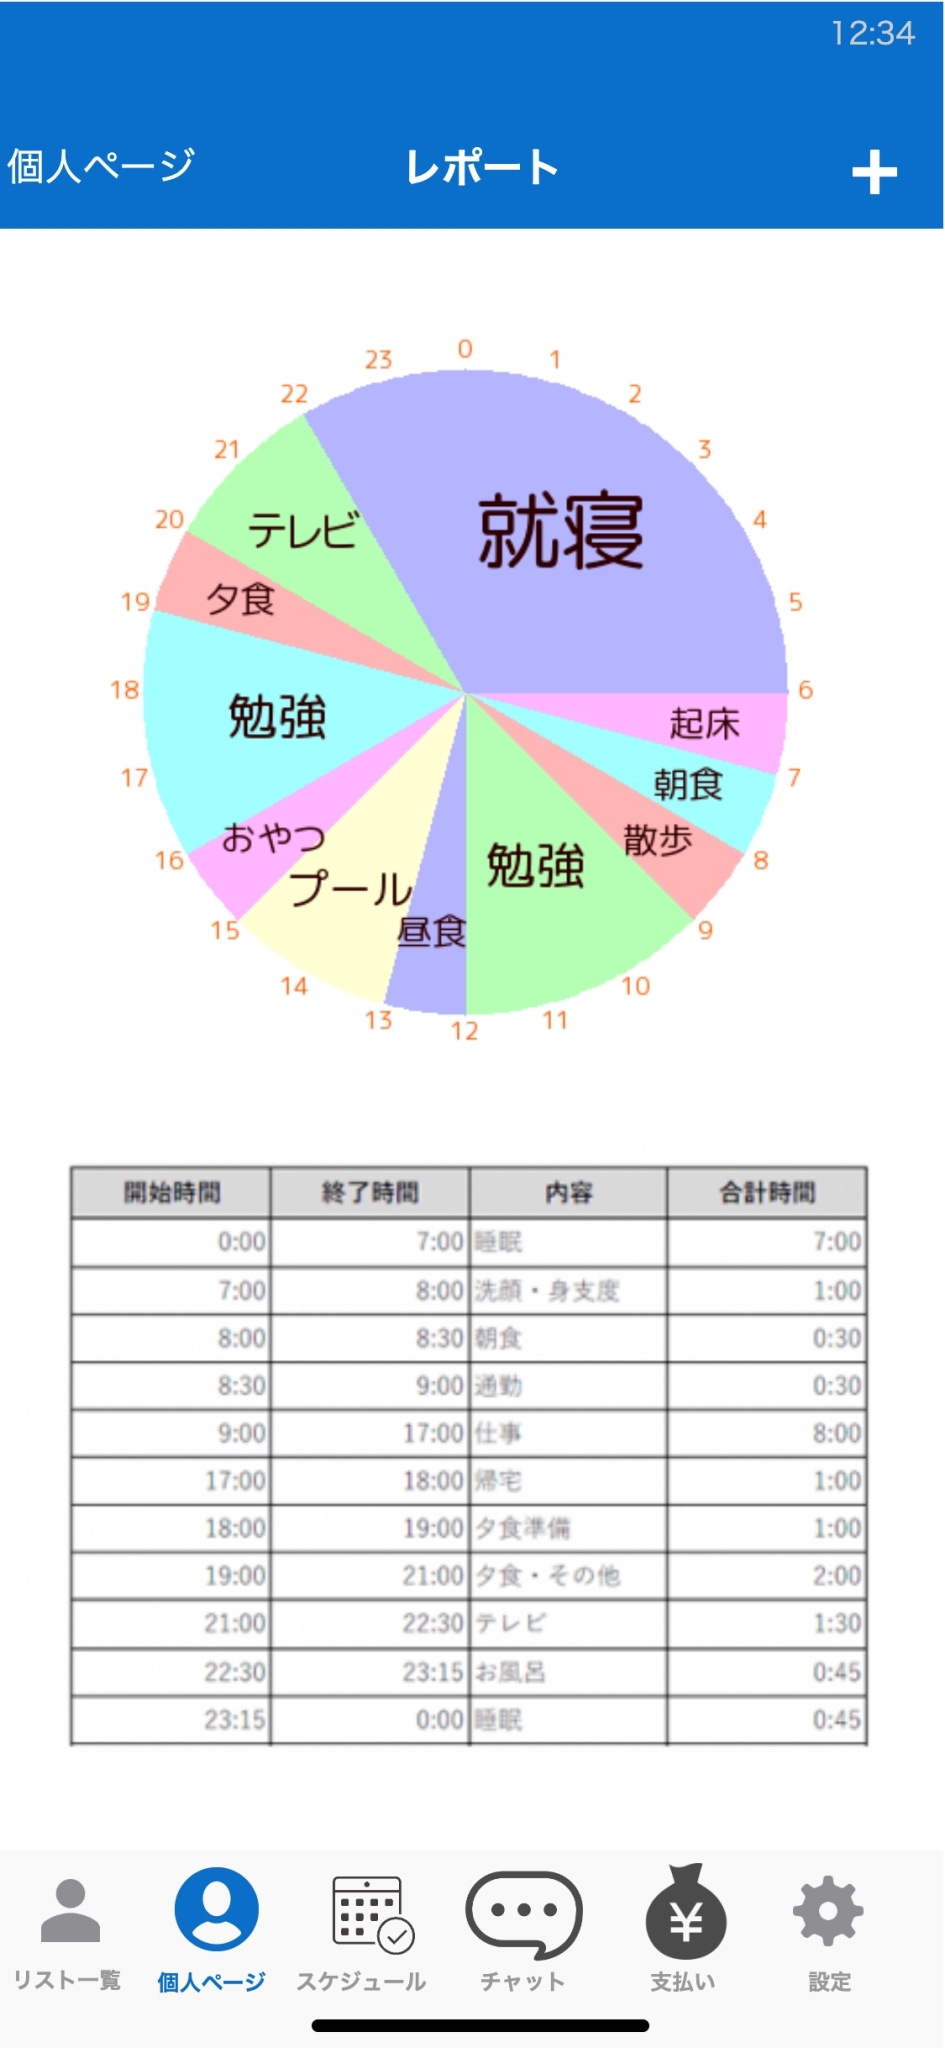 12:34
個人ページ レポート +
0
23 1
22 2
21 3
就寝
テレビ
20 4
夕食
19 5
18 6
勉強 起床
17 7
朝食
おやつ 散歩
16 8
プール 勉強
昼食
15 9
14 10
13 11
12
開始時間 終了時間 内容 合計時間
0:00 7:00 睡眠 7:00
7:00 8:00 洗顔・身支度 1:00
8:00 8:30 朝食 0:30
8:30 9:00 通勤 0:30
9:00 17:00 仕事 8:00
17:00 18:00 帰宅 1:00
18:00 19:00 夕食準備 1:00
19:00 21:00 夕食・その他 2:00
21:00 22:30 テレビ 1:30
22:30 23:15 お風呂 0:45
23:15 0:00 睡眠 0:45
¥
リスト一覧 個人ページ スケジュール チャット 支払い 設定